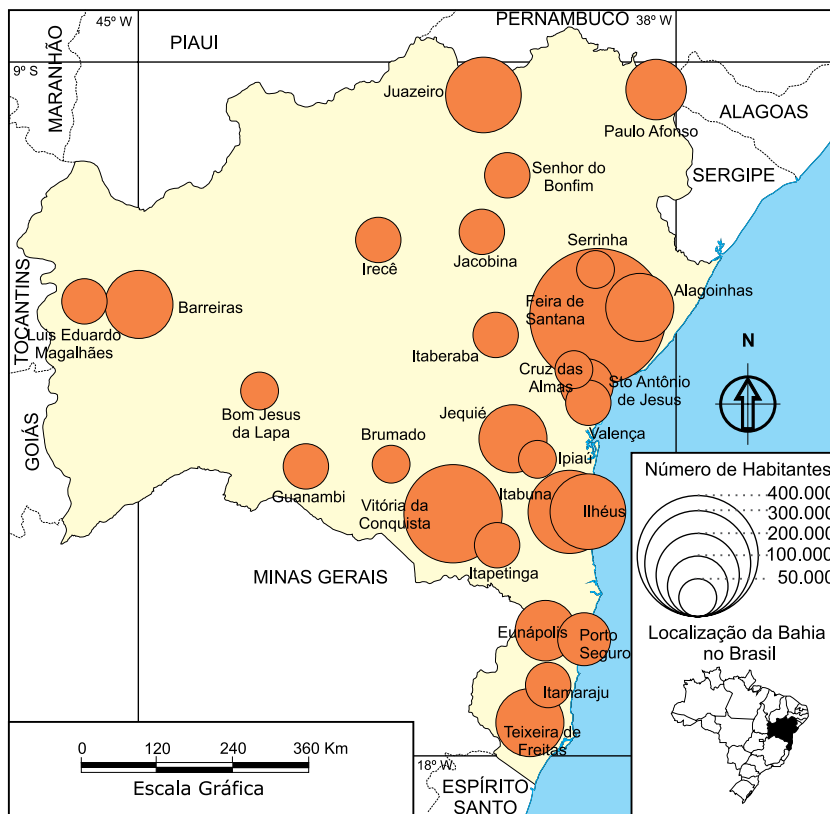 45º W
PERNAMBUCO
38º W
PIAUI
9º S
MARANHÃO
Juazeiro
Paulo Afonso
ALAGOAS
Senhor do
Bonfim
SERGIPE
Irecê
Jacobina
Serrinha
TOCANTINS
Luis Eduardo
Magalhães
Barreiras
Feira de
Santana
Alagoinhas
Itaberaba
Cruz das
Almas
Sto Antônio
de Jesus
N
GOIÁS
Bom Jesus
da Lapa
Brumado
Jequié
Valença
Ipiaú
Guanambi
Vitória da
Conquista
Itabuna
Ilhéus
Itapetinga
MINAS GERAIS
Eunápolis
Porto
Seguro
Itamaraju
Teixeira de
Freitas
18º W
ESPÍRITO
SANTO
0 120 240 360 Km
Escala Gráfica
Número de Habitantes
400.000
300.000
200.000
100.000
50.000
Localização da Bahia
no Brasil